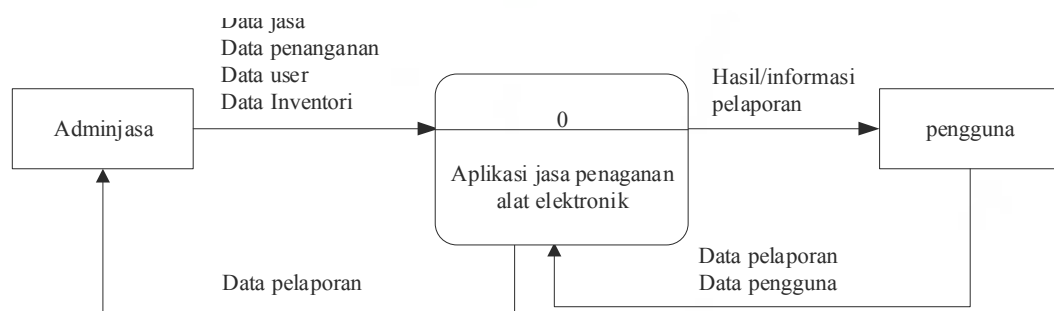 Data jasa
Data penanganan
Data user
Data Inventori
Adminjasa
0
Aplikasi jasa penaganan
alat elektronik
Hasil/informasi
pelaporan
pengguna
Data pelaporan
Data pelaporan
Data pengguna